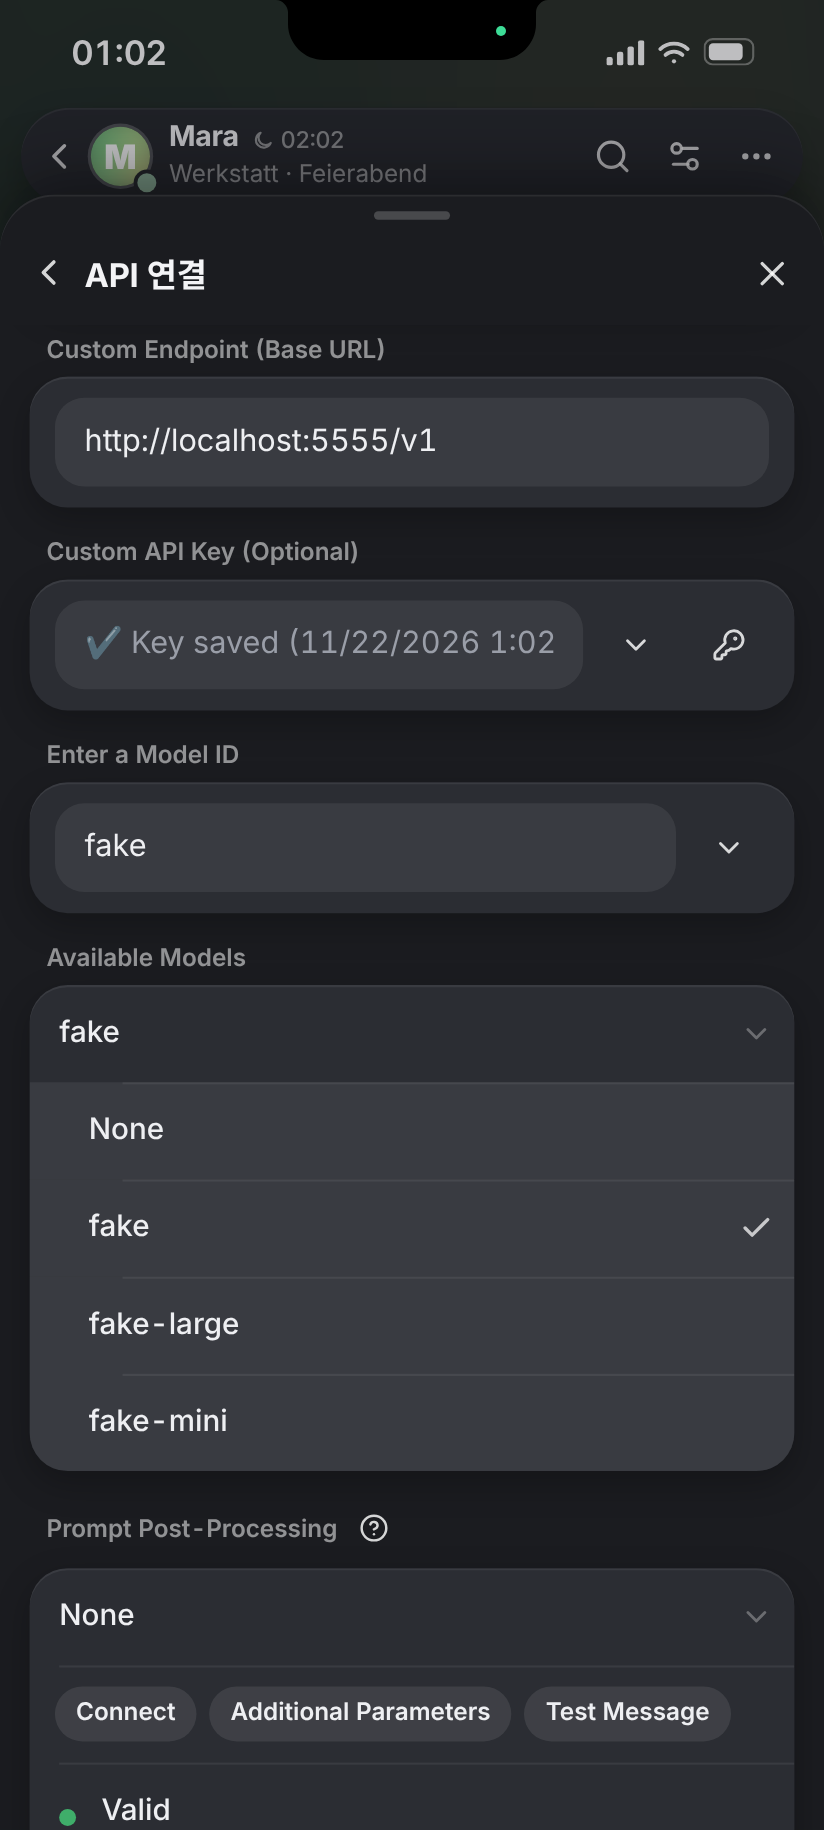 01:02
M
Mara 02:02
Werkstatt · Feierabend
API 연결
Custom Endpoint (Base URL)
http://localhost:5555/v1
Custom API Key (Optional)
✔ Key saved (11/22/2026 1:02
Enter a Model ID
fake
Available Models
fake
None
fake
fake-large
fake-mini
Prompt Post-Processing ?
None
Connect Additional Parameters Test Message
Valid